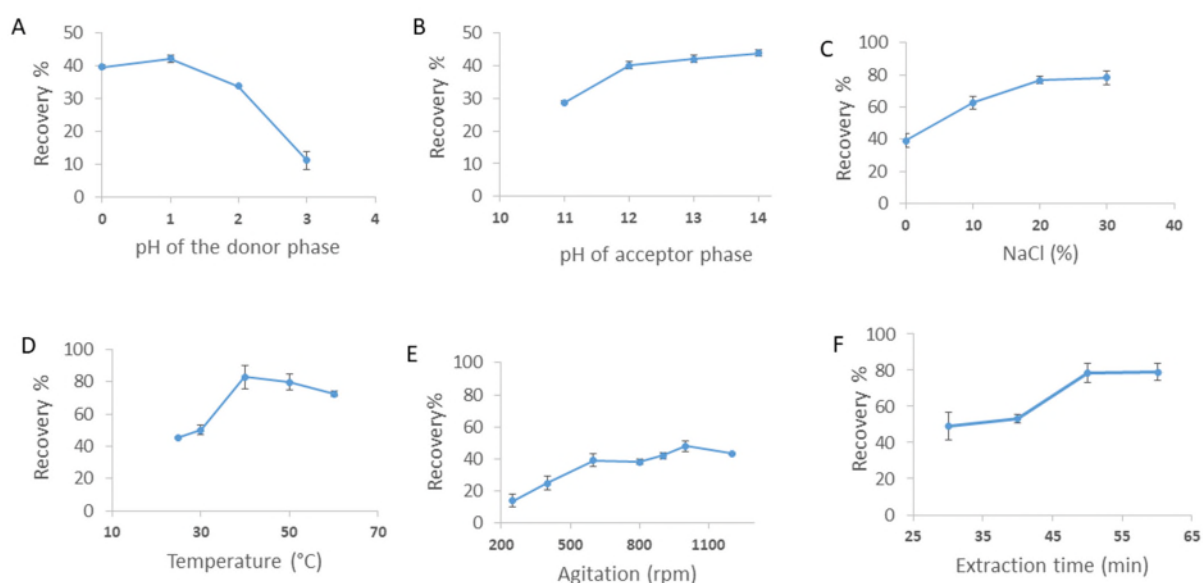 A
Recovery %
50
40
30
20
10
0
0 1 2 3 4
pH of the donor phase
B
Recovery %
50
40
30
20
10
0
10 11 12 13 14
pH of acceptor phase
C
Recovery %
100
80
60
40
20
0
0 10 20 30 40
NaCl (%)
D
Recovery %
100
80
60
40
20
0
10 30 50 70
Temperature (°C)
E
Recovery%
100
80
60
40
20
0
200 500 800 1100
Agitation (rpm)
F
Recovery %
100
80
60
40
20
0
25 35 45 55 65
Extraction time (min)